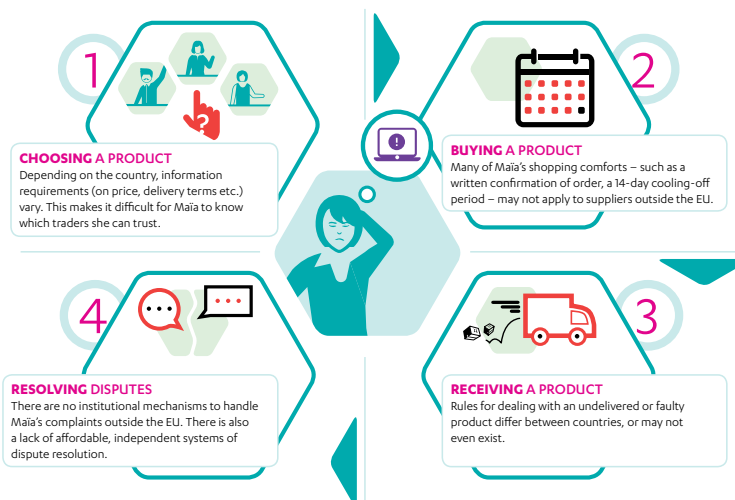 1
CHOOSING A PRODUCT
Depending on the country, information
requirements (on price, delivery terms etc.)
vary. This makes it difficult for Maïa to know
which traders she can trust.
?
!
2
BUYING A PRODUCT
Many of Maïa’s shopping comforts – such as a
written confirmation of order, a 14-day cooling-off
period – may not apply to suppliers outside the EU.
3
RECEIVING A PRODUCT
Rules for dealing with an undelivered or faulty
product differ between countries, or may not
even exist.
4
RESOLVING DISPUTES
There are no institutional mechanisms to handle
Maïa’s complaints outside the EU. There is also
a lack of affordable, independent systems of
dispute resolution.